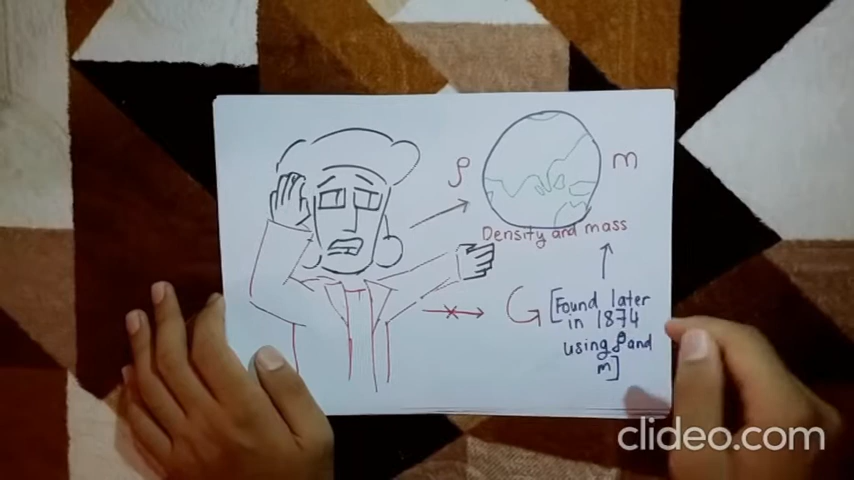 ρ
m
Density and mass
G [Found later
in 1874
using ρ and
m]
clideo.com